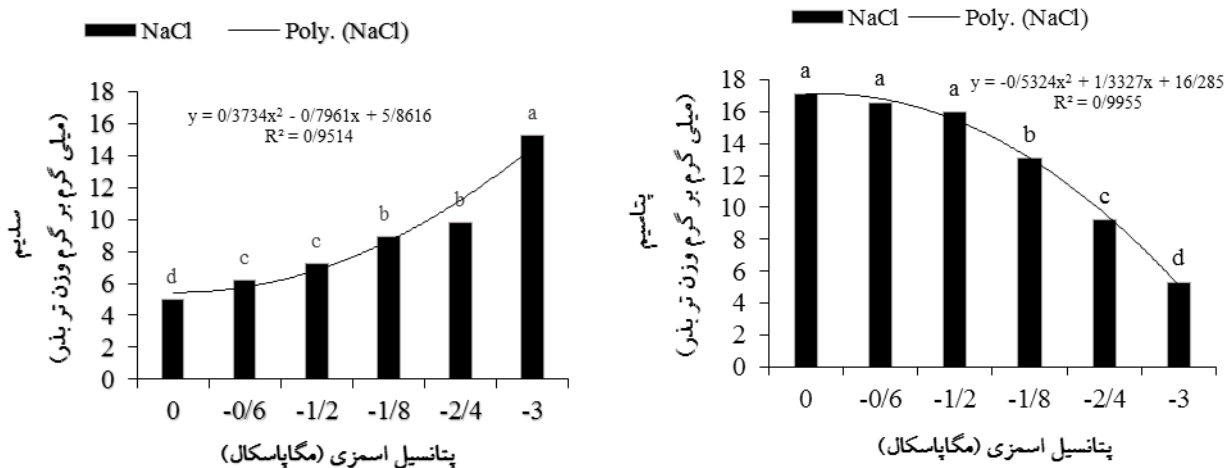 NaCl Poly. (NaCl)
y = 0/3734x² - 0/7961x + 5/8616
R² = 0/9514
18
16
14
12
10
8
6
4
2
0
d
c
c
b
b
a
0 -0/6 -1/2 -1/8 -2/4 -3
سدیم
(میلی گرم بر گرم وزن تر بذر)
پتانسیل اسمزی (مگاپاسکال)
NaCl Poly. (NaCl)
y = -0/5324x² + 1/3327x + 16/285
R² = 0/9955
18
16
14
12
10
8
6
4
2
0
a
a
a
b
c
d
0 -0/6 -1/2 -1/8 -2/4 -3
پتاسیم
(میلی گرم بر گرم وزن تر بذر)
پتانسیل اسمزی (مگاپاسکال)